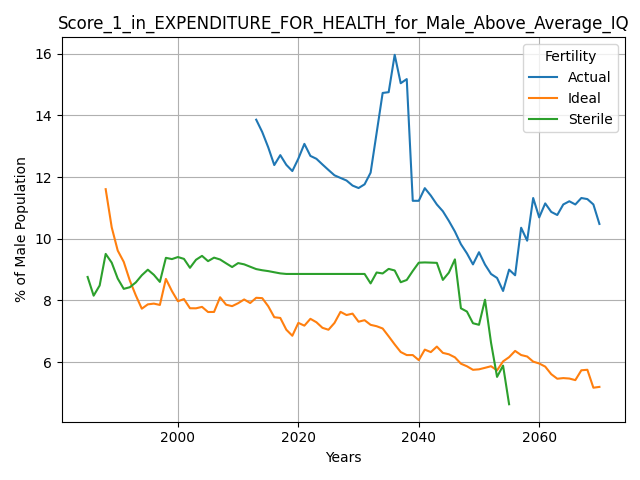 Score_1_in_EXPENDITURE_FOR_HEALTH_for_Male_Above_Average_IQ
Fertility
Actual
Ideal
Sterile
% of Male Population
16
14
12
10
8
6
2000
2020
2040
2060
Years